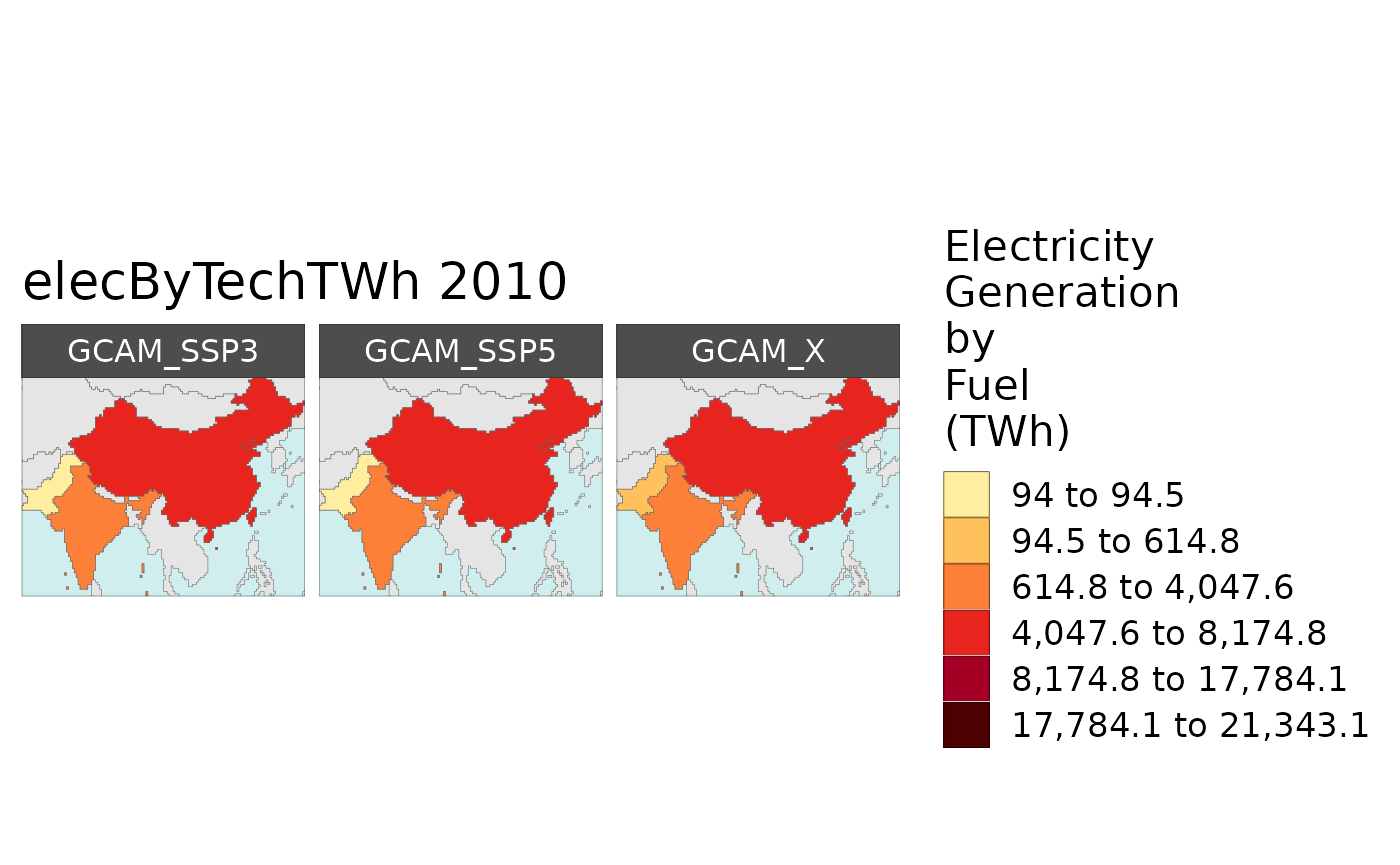 elecByTechTWh 2010
GCAM_SSP3
GCAM_SSP5
GCAM_X
Electricity
Generation
by
Fuel
(TWh)
94 to 94.5
94.5 to 614.8
614.8 to 4,047.6
4,047.6 to 8,174.8
8,174.8 to 17,784.1
17,784.1 to 21,343.1